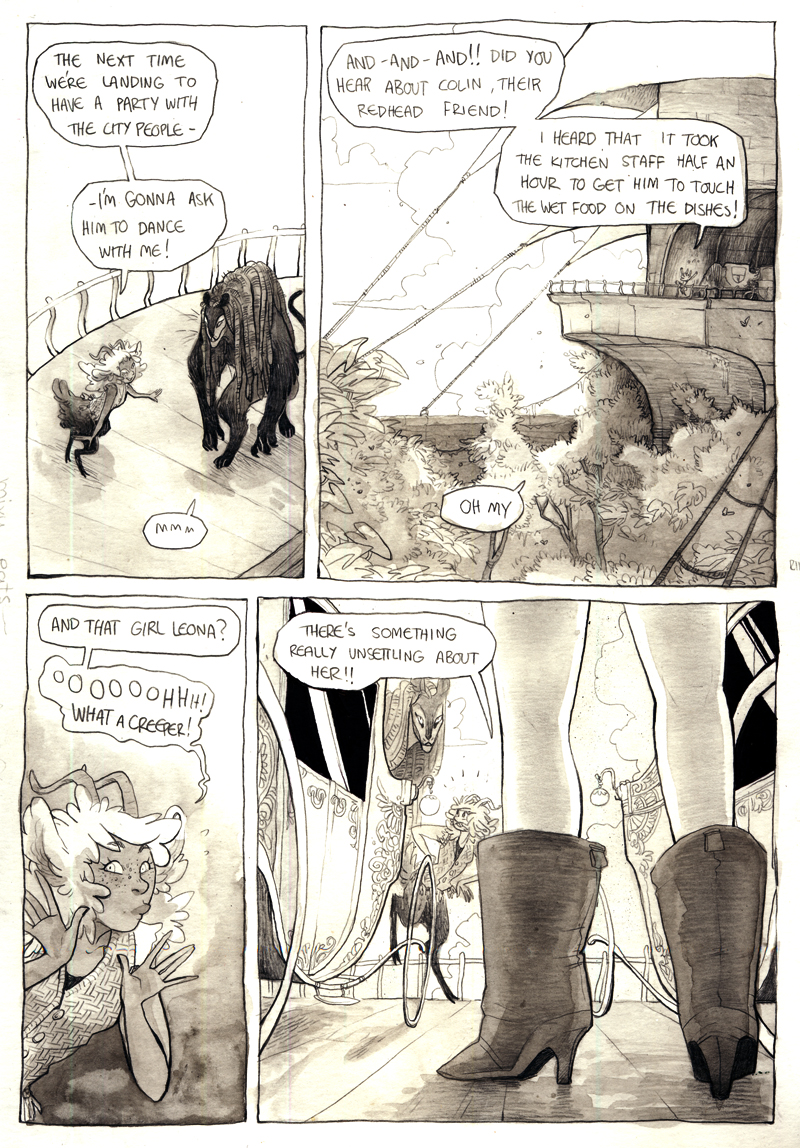 THE NEXT TIME
WE'RE LANDING TO
HAVE A PARTY WITH
THE CITY PEOPLE -
-I'M GONNA ASK
HIM TO DANCE
WITH ME!
MMM
AND-AND-AND!! DID YOU
HEAR ABOUT COLIN, THEIR
REDHEAD FRIEND!
I HEARD THAT IT TOOK
THE KITCHEN STAFF HALF AN
HOUR TO GET HIM TO TOUCH
THE WET FOOD ON THE DISHES!
OH MY
AND THAT GIRL LEONA?
OOOOOOHHH!
WHAT A CREEPER!
THERE'S SOMETHING
REALLY UNSETTLING ABOUT
HER!!